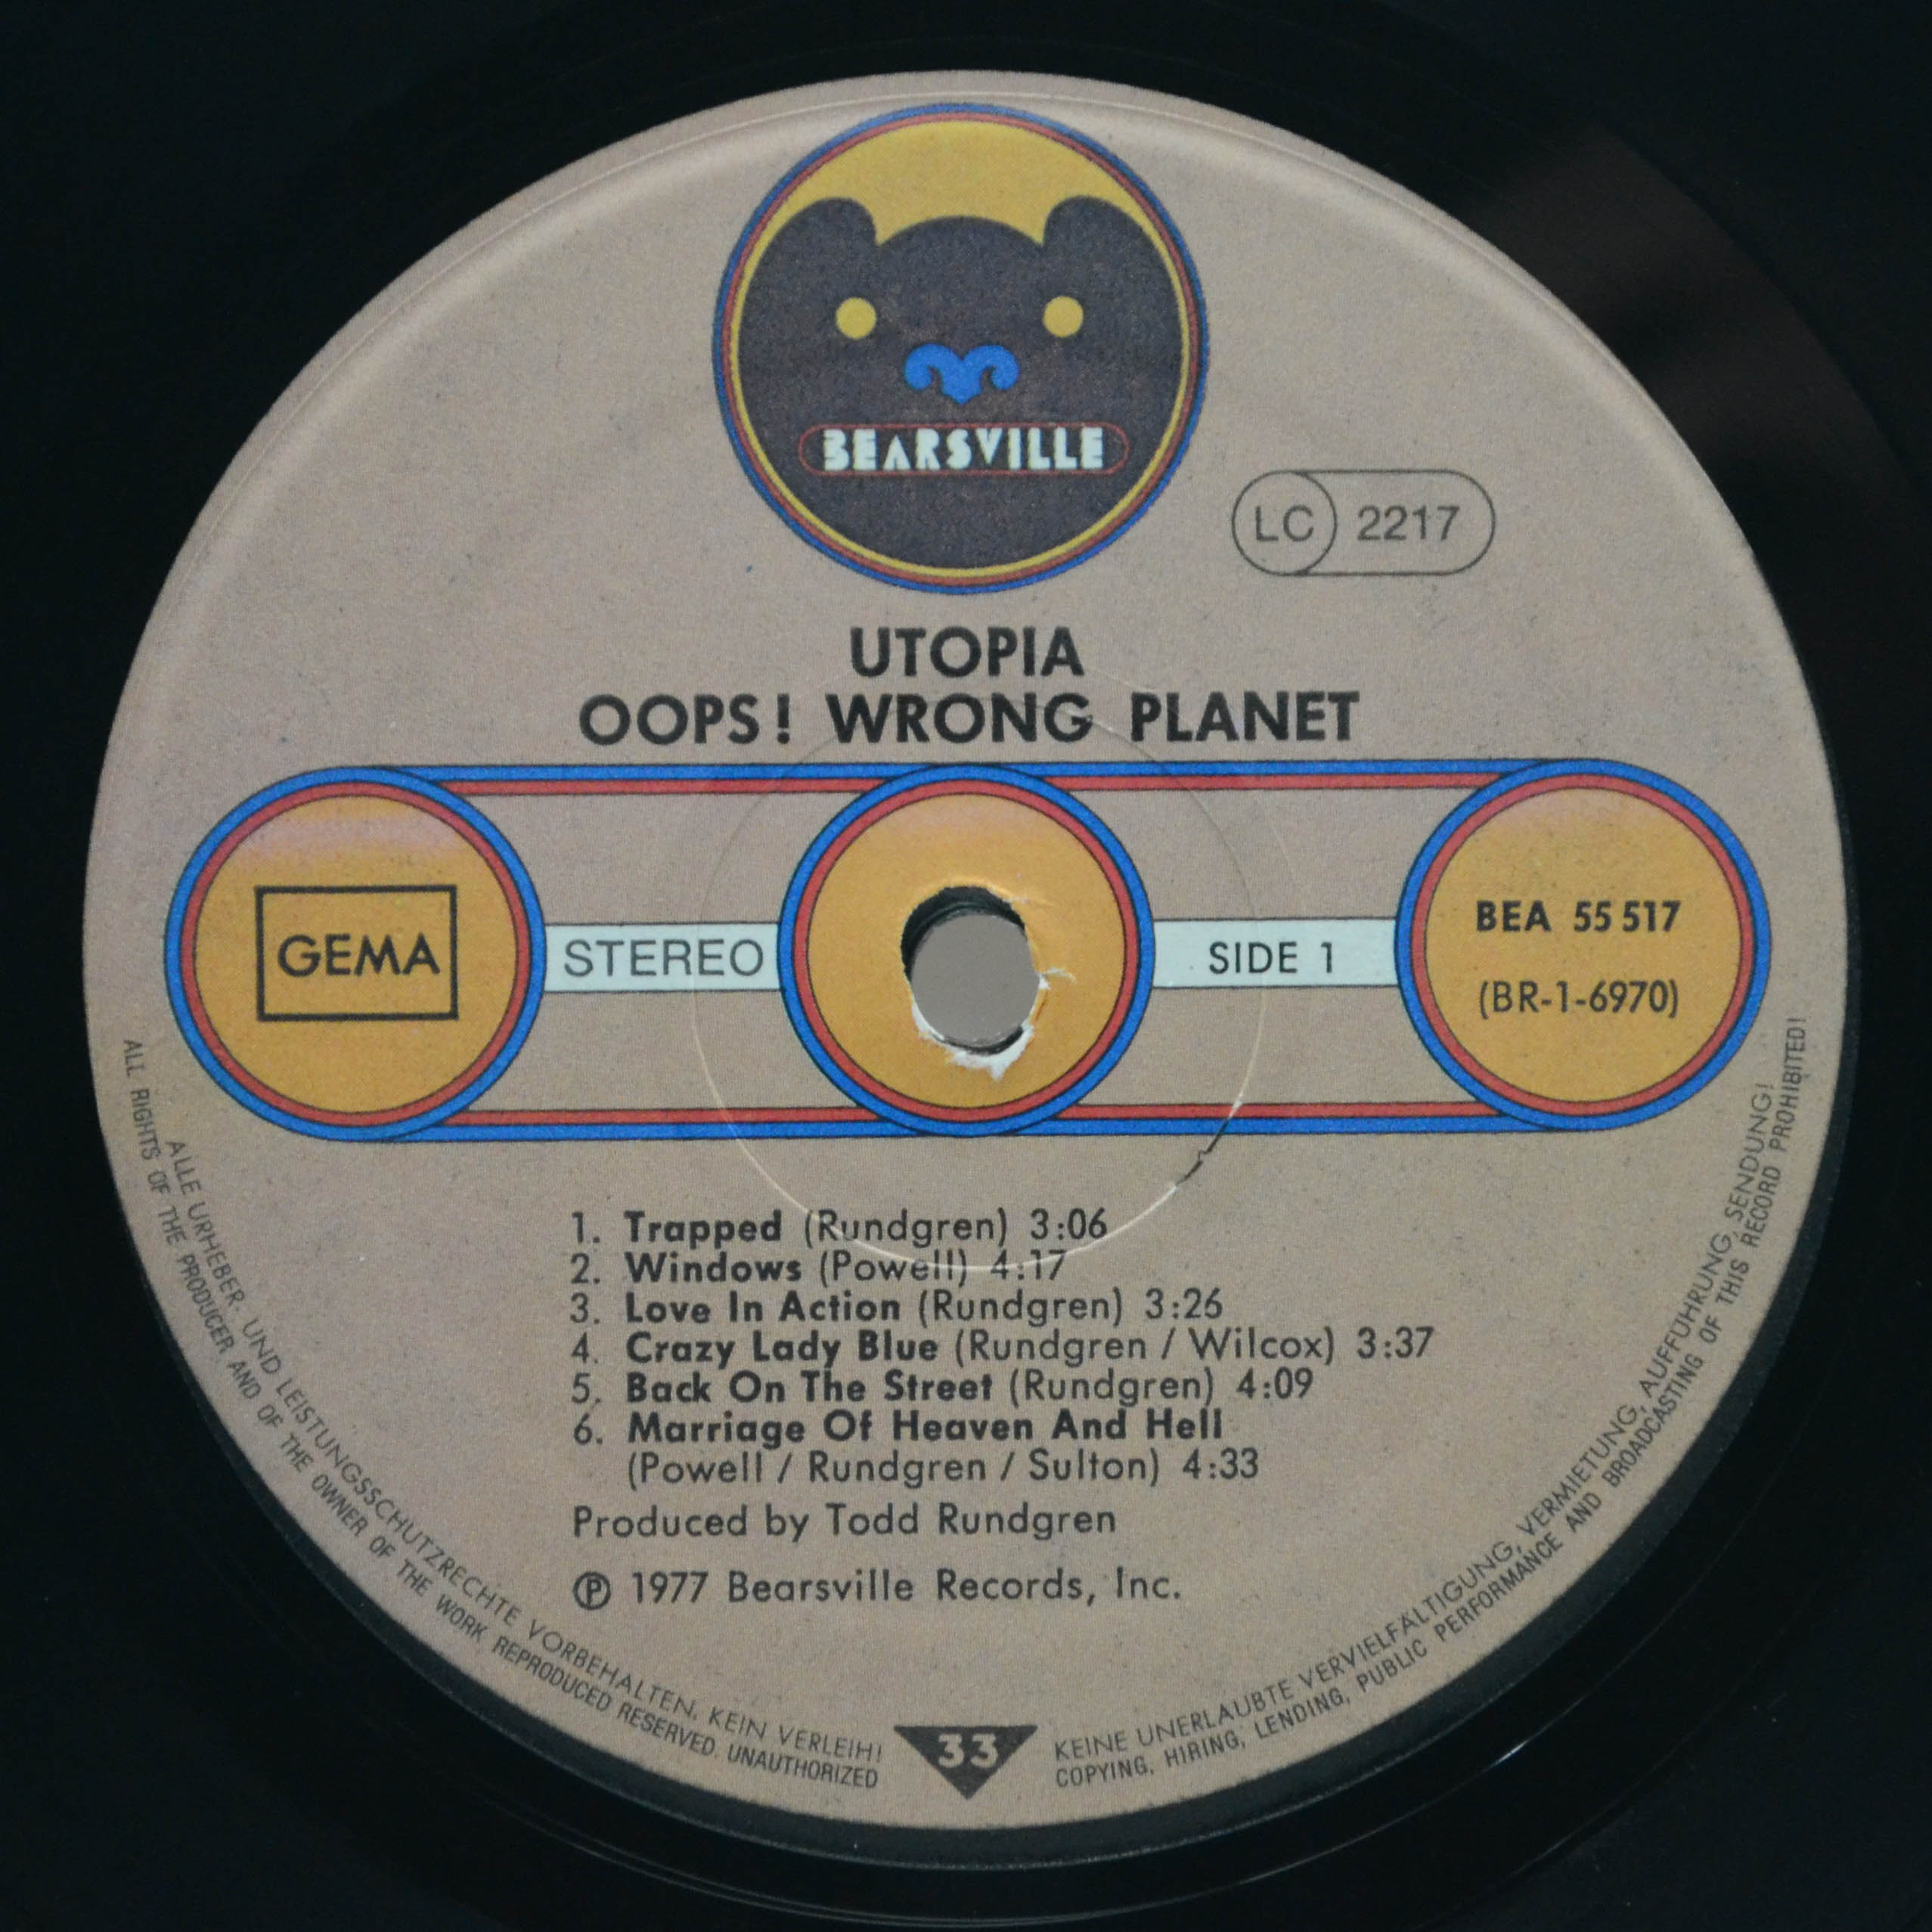 BEARSVILLE
LC 2217
UTOPIA
OOPS! WRONG PLANET
GEMA
STEREO
SIDE 1
BEA 55 517
(BR-1-6970)
1. Trapped (Rundgren) 3:06
2. Windows (Powell) 4:17
3. Love In Action (Rundgren) 3:26
4. Crazy Lady Blue (Rundgren / Wilcox) 3:37
5. Back On The Street (Rundgren) 4:09
6. Marriage Of Heaven And Hell
(Powell / Rundgren / Sulton) 4:33
Produced by Todd Rundgren
℗ 1977 Bearsville Records, Inc.
ALLE URHEBER- UND LEISTUNGSSCHUTZRECHTE VORBEHALTEN. KEIN VERLEIH! KEINE UNERLAUBTE VERVIELFÄLTIGUNG, VERMIETUNG, AUFFÜHRUNG, SENDUNG!
ALL RIGHTS OF THE PRODUCER AND OF THE OWNER OF THE WORK REPRODUCED RESERVED. UNAUTHORIZED COPYING, HIRING, LENDING, PUBLIC PERFORMANCE AND BROADCASTING OF THIS RECORD PROHIBITED!
33